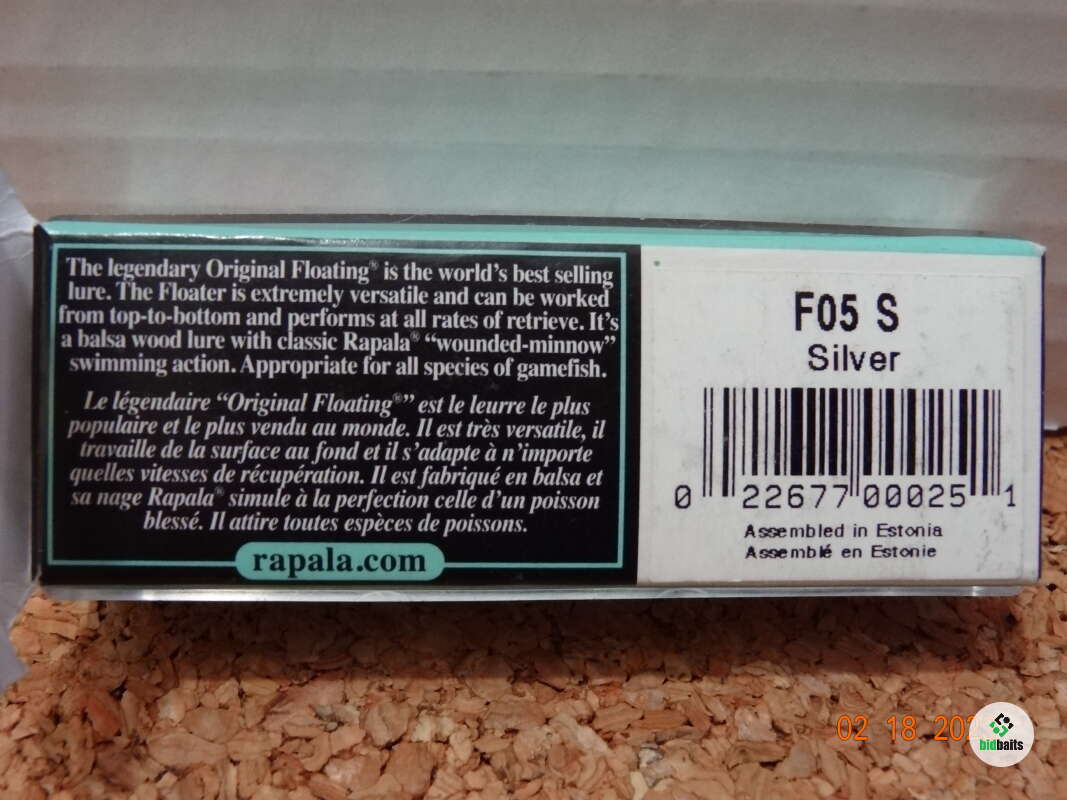 The legendary Original Floating® is the world's best selling
lure. The Floater is extremely versatile and can be worked
from top-to-bottom and performs at all rates of retrieve. It's
a balsa wood lure with classic Rapala® “wounded-minnow”
swimming action. Appropriate for all species of gamefish.
Le légendaire “Original Floating®” est le leurre le plus
populaire et le plus vendu au monde. Il est très versatile, il
travaille de la surface au fond et il s'adapte à n'importe
quelles vitesses de récupération. Il est fabriqué en balsa et
sa nage Rapala® simule à la perfection celle d'un poisson
blessé. Il attire toutes espèces de poissons.
rapala.com
F05 S
Silver
0 22677 00025 1
Assembled in Estonia
Assemblé en Estonie
02 18
bidbaits